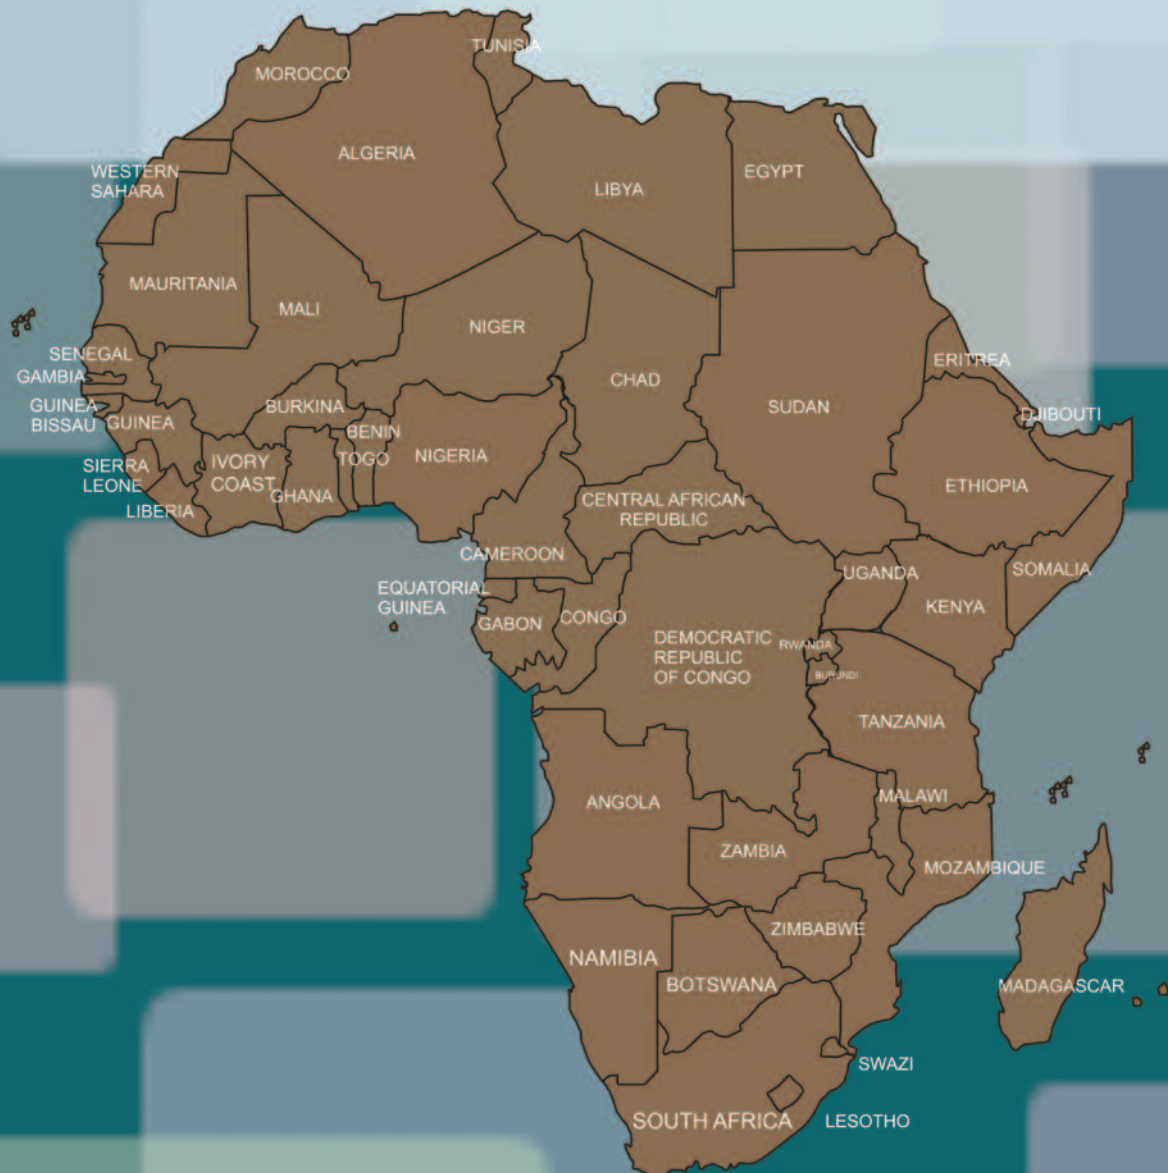 TUNISIA
MOROCCO
ALGERIA
WESTERN
SAHARA
LIBYA
EGYPT
MAURITANIA
MALI
NIGER
SENEGAL
ERITREA
GAMBIA
CHAD
GUINEA
BISSAU
GUINEA
BURKINA
SUDAN
DJIBOUTI
BENIN
TOGO
NIGERIA
SIERRA
LEONE
IVORY
COAST
GHANA
ETHIOPIA
LIBERIA
CENTRAL AFRICAN
REPUBLIC
CAMEROON
UGANDA
SOMALIA
EQUATORIAL
GUINEA
GABON
CONGO
KENYA
DEMOCRATIC
REPUBLIC
OF CONGO
RWANDA
BURUNDI
TANZANIA
ANGOLA
MALAWI
ZAMBIA
MOZAMBIQUE
ZIMBABWE
NAMIBIA
BOTSWANA
MADAGASCAR
SWAZI
SOUTH AFRICA
LESOTHO